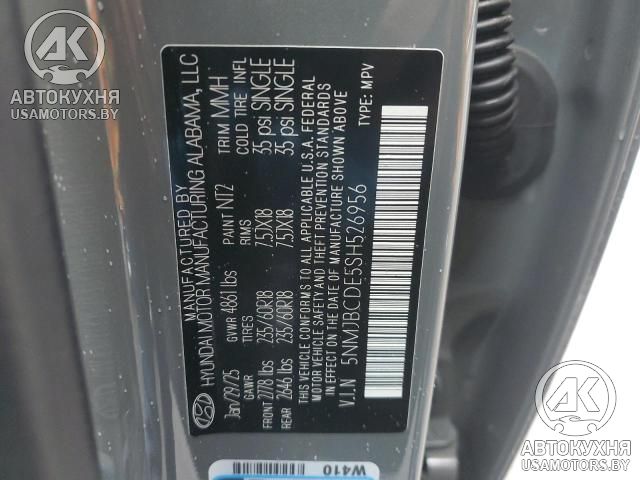 MANUFACTURED BY
HYUNDAI MOTOR MANUFACTURING ALABAMA, LLC
Jan/29/25 GVWR 4861 lbs PAINT NT2 TRIM MMH
GAWR TIRES RIMS COLD TIRE INFL
FRONT 2778 lbs 235/60R18 7.5JX18 35 psi SINGLE
REAR 2646 lbs 235/60R18 7.5JX18 35 psi SINGLE
THIS VEHICLE CONFORMS TO ALL APPLICABLE U.S.A. FEDERAL
MOTOR VEHICLE SAFETY AND THEFT PREVENTION STANDARDS
IN EFFECT ON THE DATE OF MANUFACTURE SHOWN ABOVE.
V.I.N 5NMJBCDE5SH526956 TYPE: MPV
W410
АК
АВТОКУХНЯ
USAMOTORS.BY
АК
АВТОКУХНЯ
USAMOTORS.BY